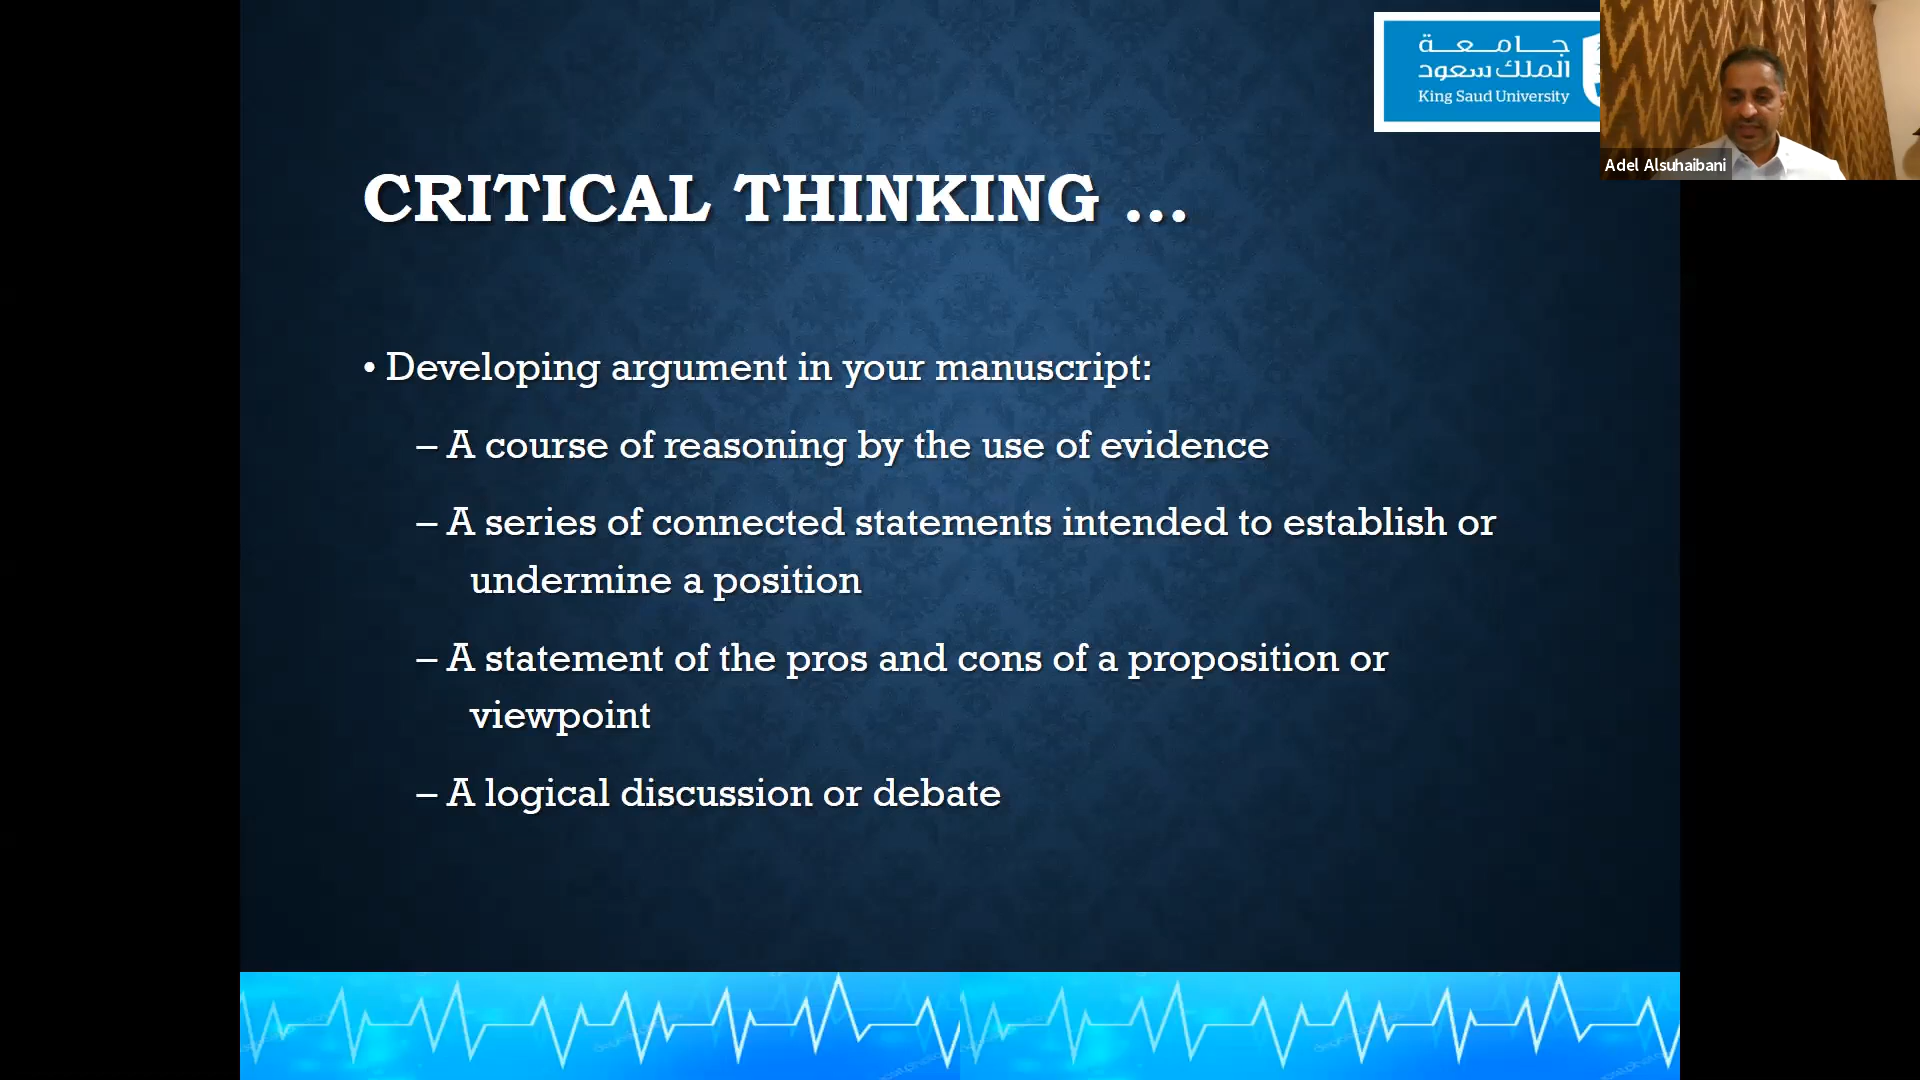 جامعة
الملك سعود
King Saud University
Adel Alsuhaibani
CRITICAL THINKING ...
• Developing argument in your manuscript:
– A course of reasoning by the use of evidence
– A series of connected statements intended to establish or
undermine a position
– A statement of the pros and cons of a proposition or
viewpoint
– A logical discussion or debate